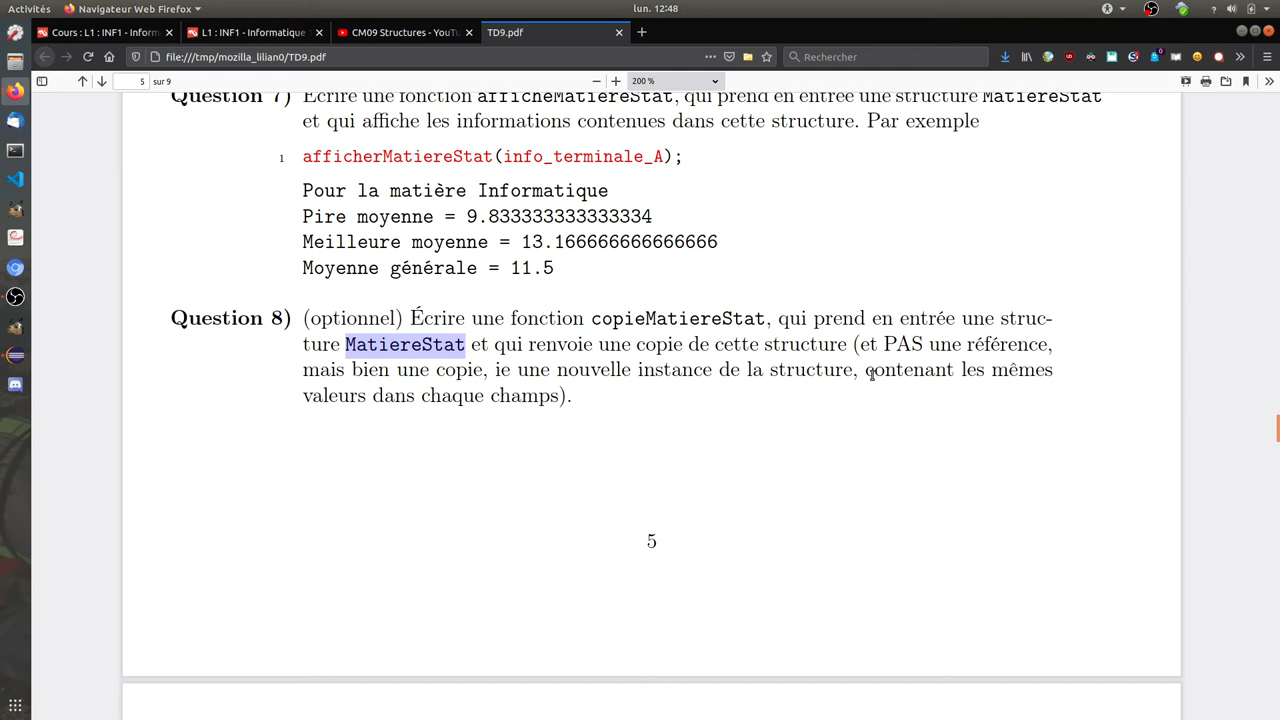 Activités
Navigateur Web Firefox
lun. 12:48
Cours : L1 : INF1 - Inform
L1 : INF1 - Informatique
CM09 Structures - YouTu
TD9.pdf
file:///tmp/mozilla_lilian0/TD9.pdf
Rechercher
5 sur 9
200 %
Question 7) Écrire une fonction afficheMatiereStat, qui prend en entrée une structure MatiereStat
et qui affiche les informations contenues dans cette structure. Par exemple
1 afficherMatiereStat(info_terminale_A);
Pour la matière Informatique
Pire moyenne = 9.833333333333334
Meilleure moyenne = 13.166666666666666
Moyenne générale = 11.5
Question 8) (optionnel) Écrire une fonction copieMatiereStat, qui prend en entrée une struc-
ture MatiereStat et qui renvoie une copie de cette structure (et PAS une référence,
mais bien une copie, ie une nouvelle instance de la structure, contenant les mêmes
valeurs dans chaque champs).
5